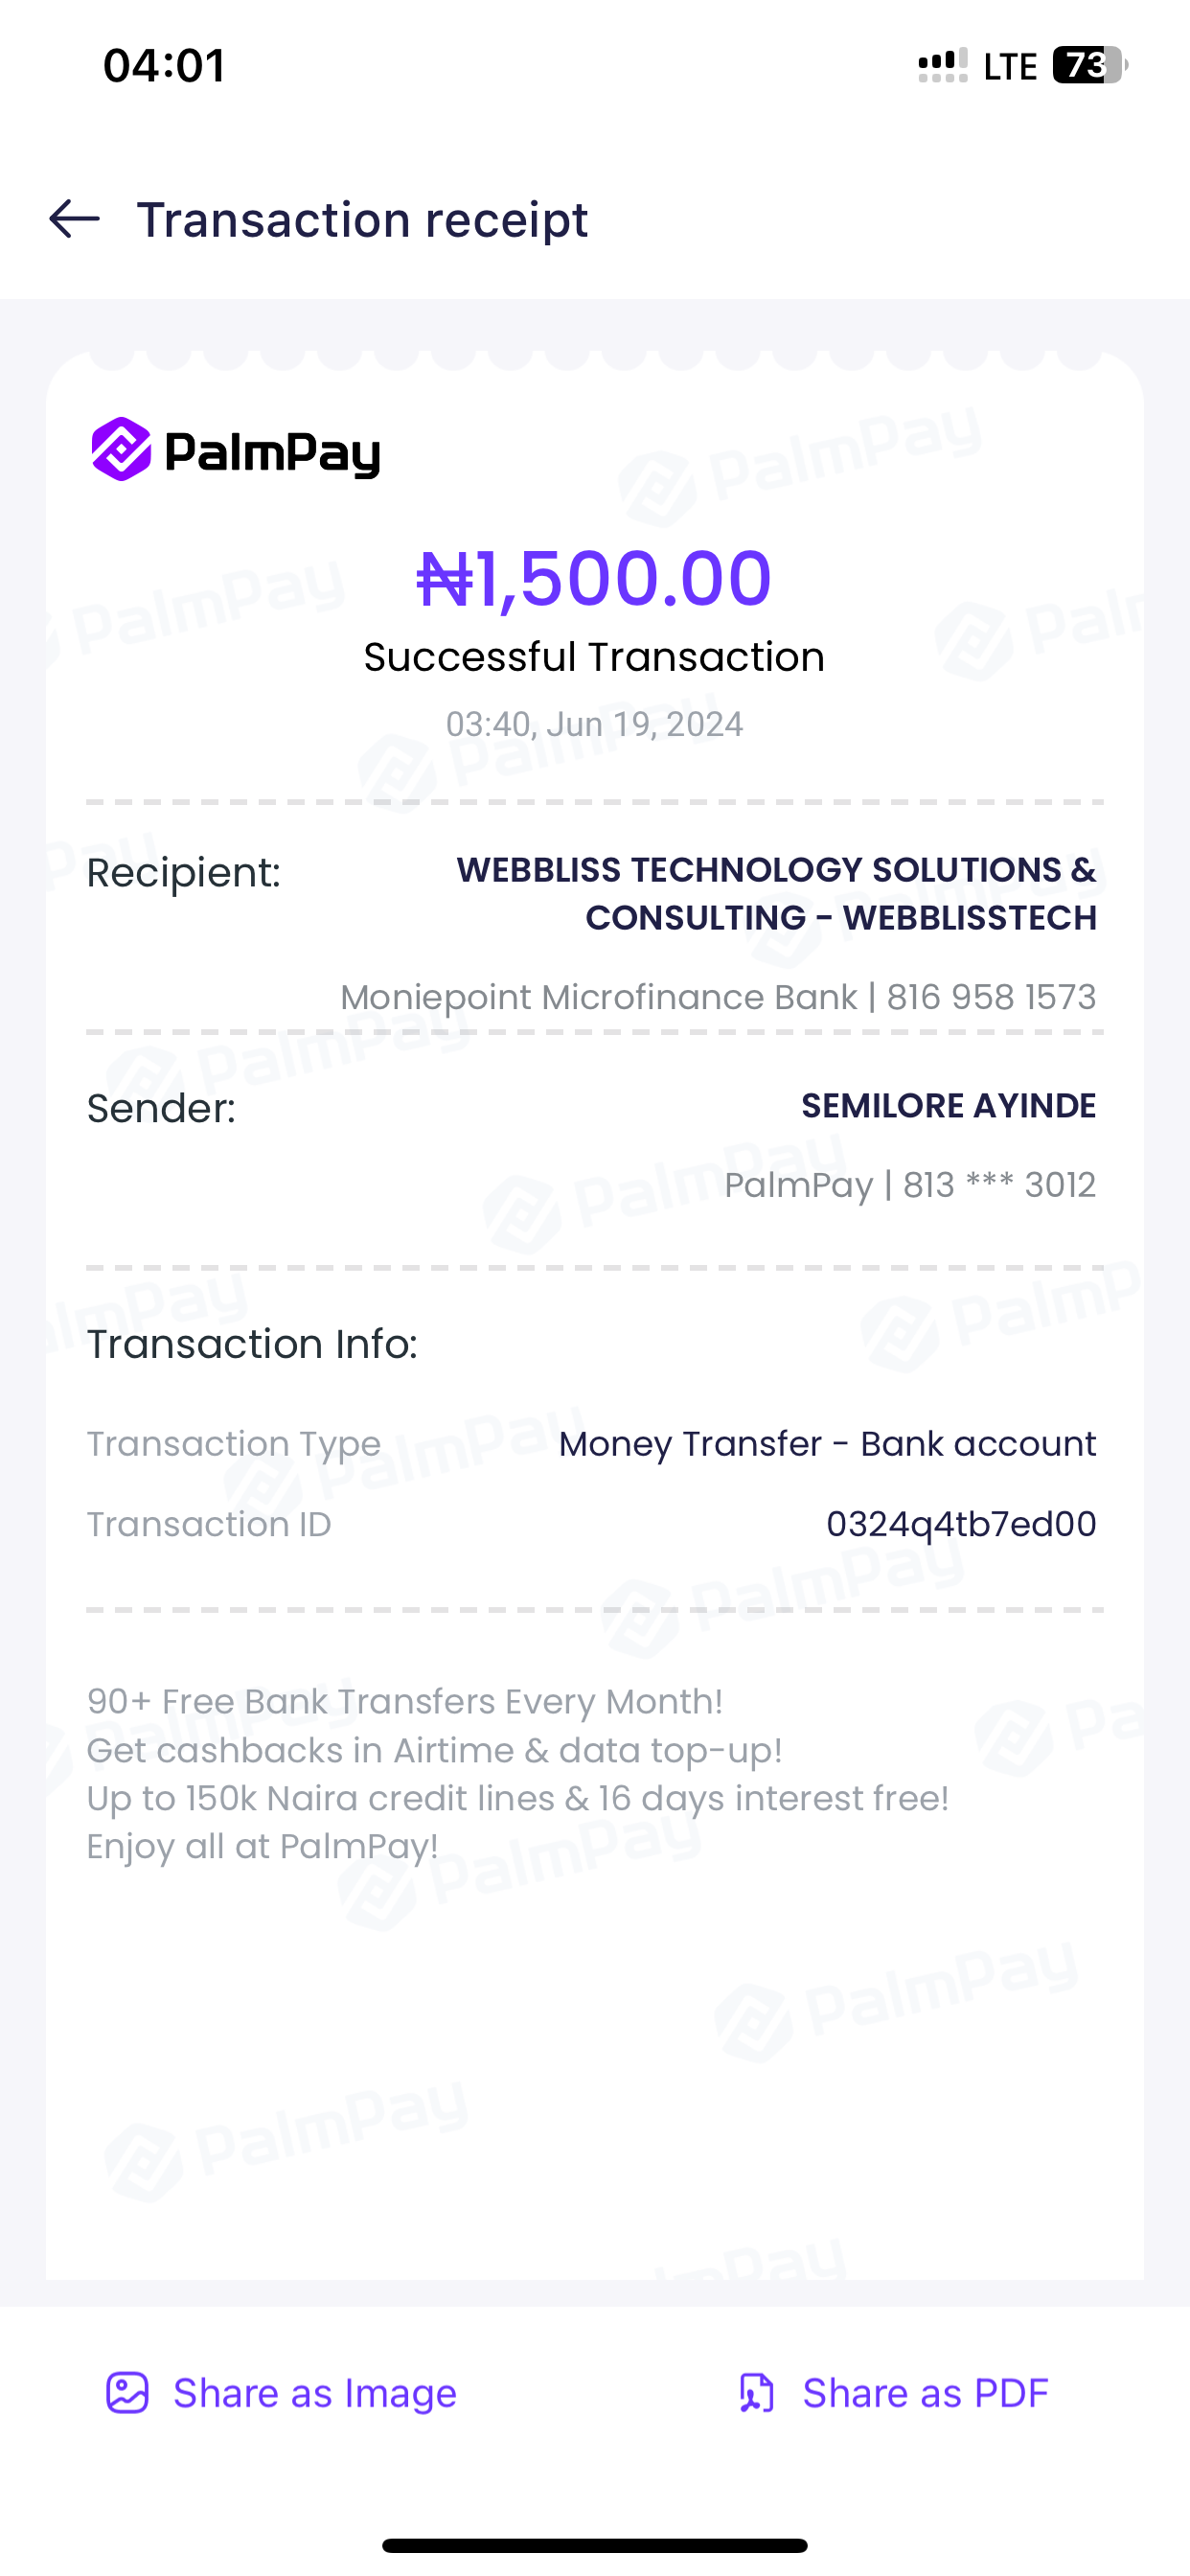 04:01
LTE 73
Transaction receipt
PalmPay
₦1,500.00
Successful Transaction
03:40, Jun 19, 2024
Recipient:
WEBBLISS TECHNOLOGY SOLUTIONS &
CONSULTING - WEBBLISSTECH
Moniepoint Microfinance Bank | 816 958 1573
Sender:
SEMILORE AYINDE
PalmPay | 813 *** 3012
Transaction Info:
Transaction Type Money Transfer - Bank account
Transaction ID 0324q4tb7ed00
90+ Free Bank Transfers Every Month!
Get cashbacks in Airtime & data top-up!
Up to 150k Naira credit lines & 16 days interest free!
Enjoy all at PalmPay!
Share as Image Share as PDF